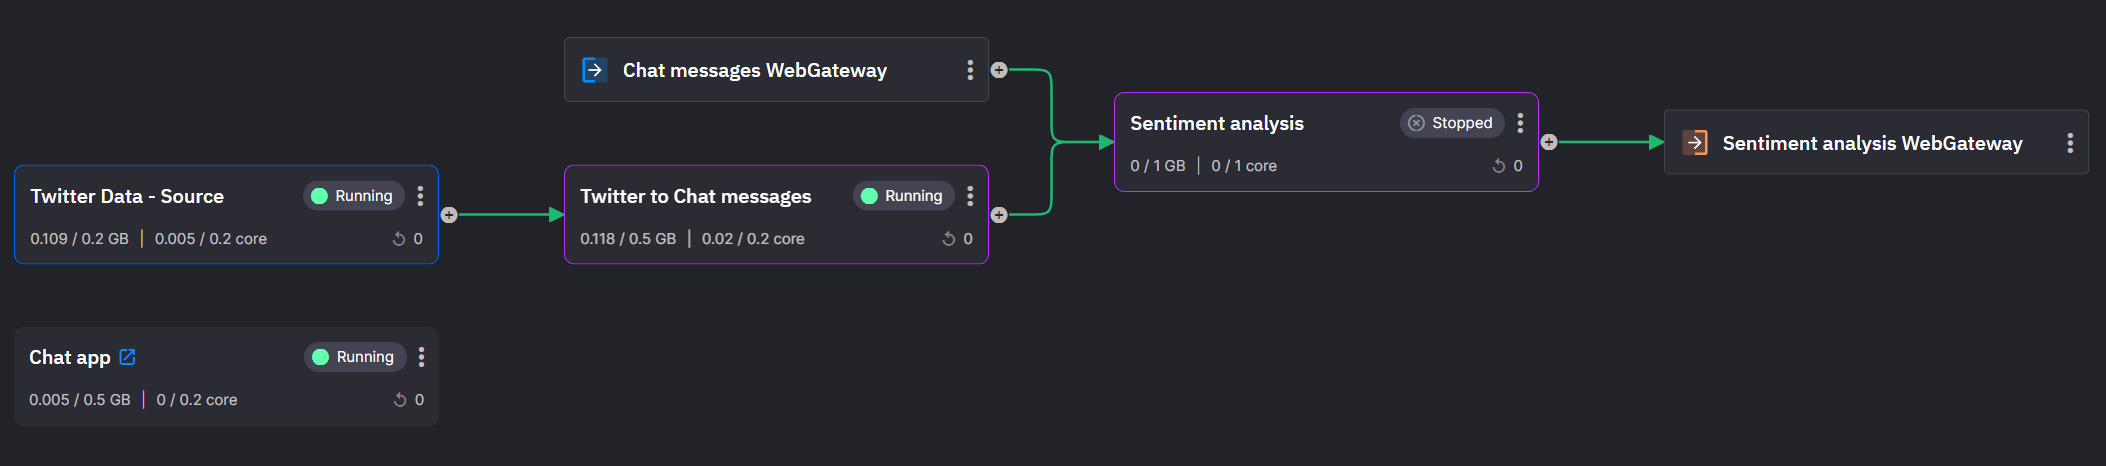 Chat messages WebGateway
Sentiment analysis Stopped
0 / 1 GB | 0 / 1 core 0
Sentiment analysis WebGateway
Twitter Data - Source Running
0.109 / 0.2 GB | 0.005 / 0.2 core 0
Twitter to Chat messages Running
0.118 / 0.5 GB | 0.02 / 0.2 core 0
Chat app Running
0.005 / 0.5 GB | 0 / 0.2 core 0